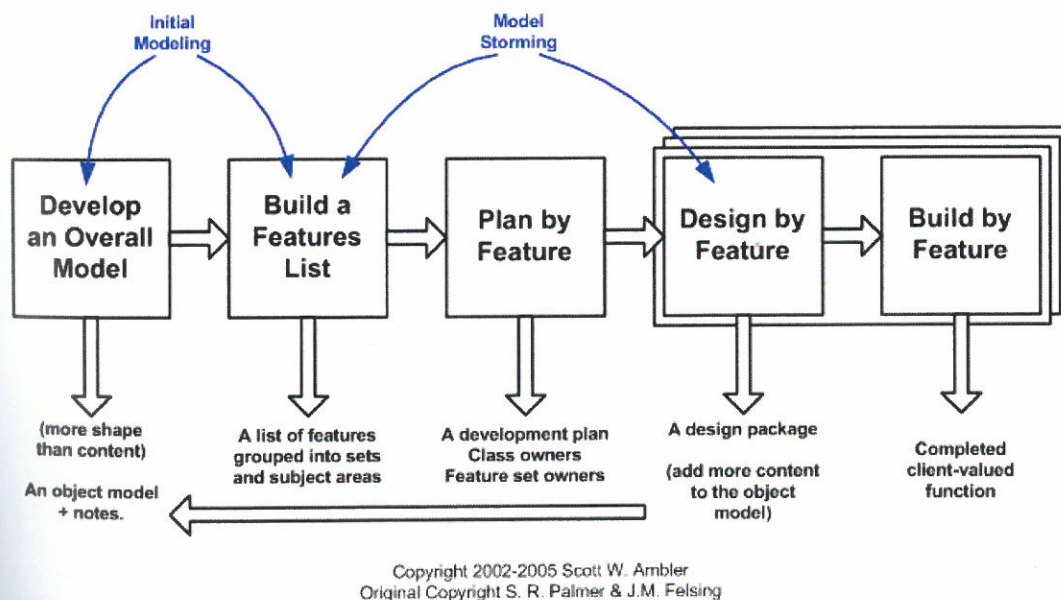 Initial
Modeling
Model
Storming
Develop
an Overall
Model
Build a
Features
List
Plan by
Feature
Design by
Feature
Build by
Feature
(more shape
than content)
An object model
+ notes.
A list of features
grouped into sets
and subject areas
A development plan
Class owners
Feature set owners
A design package
(add more content
to the object
model)
Completed
client-valued
function
Copyright 2002-2005 Scott W. Ambler
Original Copyright S. R. Palmer & J.M. Felsing